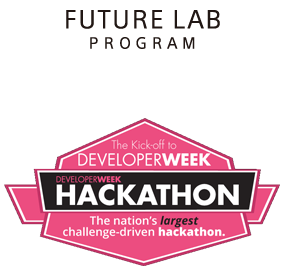 FUTURE LAB
PROGRAM
The Kick-off to
DEVELOPERWEEK
DEVELOPERWEEK
HACKATHON
The nation's largest
challenge-driven hackathon.